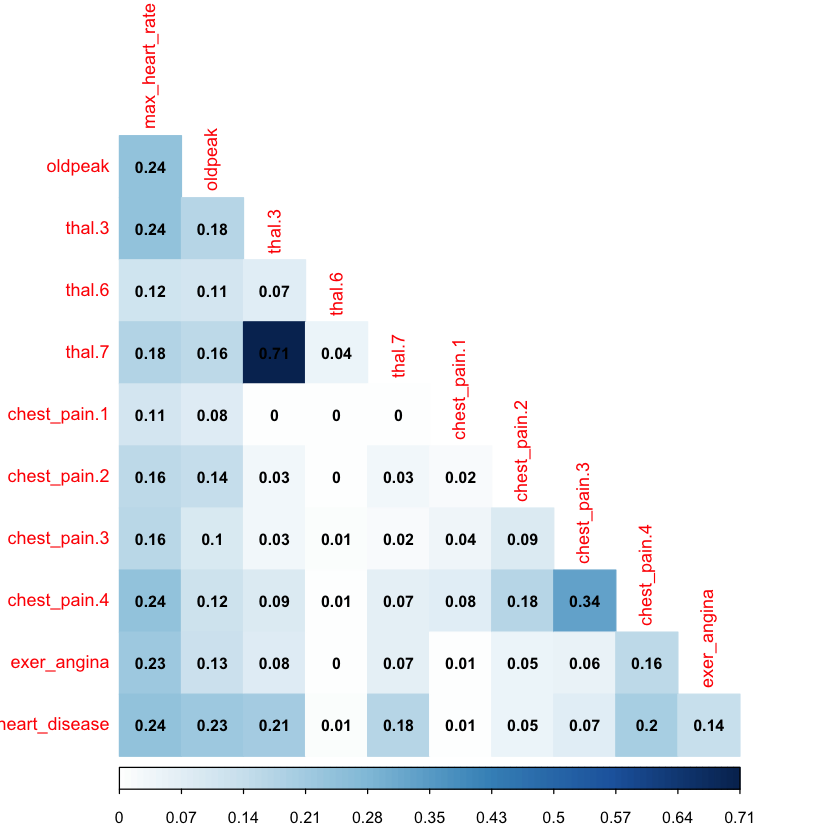 max_heart_rate
oldpeak 0.24 oldpeak
thal.3 0.24 0.18 thal.3
thal.6 0.12 0.11 0.07 thal.6
thal.7 0.18 0.16 0.71 0.04 thal.7
chest_pain.1 0.11 0.08 0 0 0 chest_pain.1
chest_pain.2 0.16 0.14 0.03 0 0.03 0.02 chest_pain.2
chest_pain.3 0.16 0.1 0.03 0.01 0.02 0.04 0.09 chest_pain.3
chest_pain.4 0.24 0.12 0.09 0.01 0.07 0.08 0.18 0.34 chest_pain.4
exer_angina 0.23 0.13 0.08 0 0.07 0.01 0.05 0.06 0.16 exer_angina
heart_disease 0.24 0.23 0.21 0.01 0.18 0.01 0.05 0.07 0.2 0.14
0 0.07 0.14 0.21 0.28 0.35 0.43 0.5 0.57 0.64 0.71